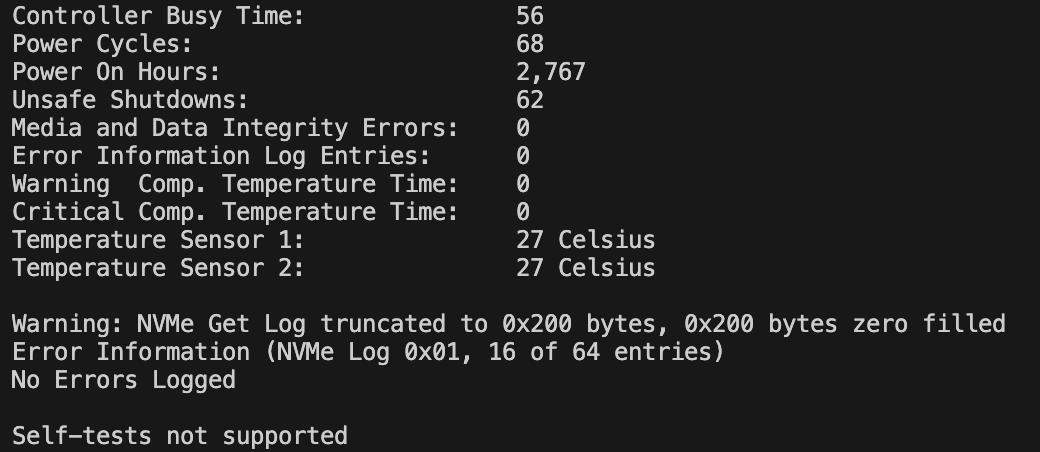 Controller Busy Time:               56
Power Cycles:                       68
Power On Hours:                     2,767
Unsafe Shutdowns:                   62
Media and Data Integrity Errors:    0
Error Information Log Entries:      0
Warning  Comp. Temperature Time:    0
Critical Comp. Temperature Time:    0
Temperature Sensor 1:               27 Celsius
Temperature Sensor 2:               27 Celsius

Warning: NVMe Get Log truncated to 0x200 bytes, 0x200 bytes zero filled
Error Information (NVMe Log 0x01, 16 of 64 entries)
No Errors Logged

Self-tests not supported